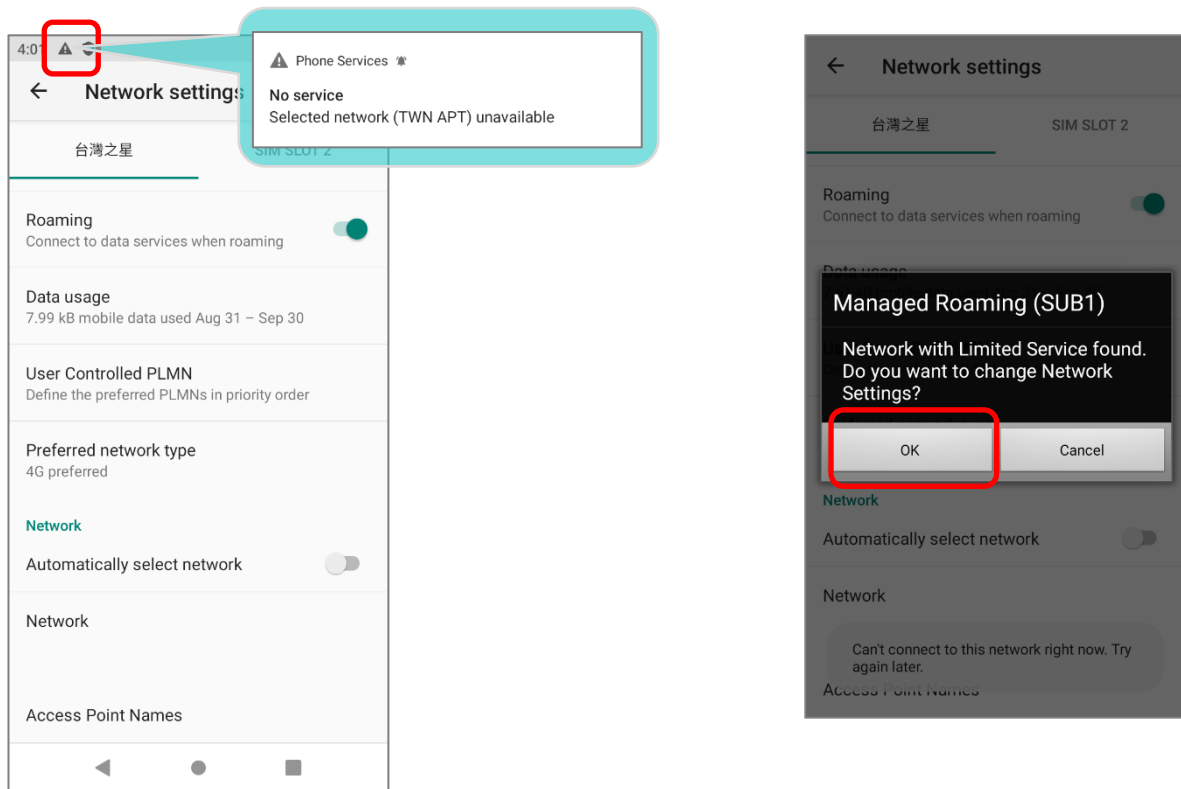 4:01
Phone Services
No service
Selected network (TWN APT) unavailable
Network settings
台灣之星
SIM SLOT 2
Roaming
Connect to data services when roaming
Data usage
7.99 kB mobile data used Aug 31 – Sep 30
User Controlled PLMN
Define the preferred PLMNs in priority order
Preferred network type
4G preferred
Network
Automatically select network
Network
Access Point Names
Network settings
台灣之星
SIM SLOT 2
Roaming
Connect to data services when roaming
Data usage
Managed Roaming (SUB1)
Network with Limited Service found.
Do you want to change Network
Settings?
OK
Cancel
Network
Automatically select network
Network
Can't connect to this network right now. Try
again later.
Access Point Names